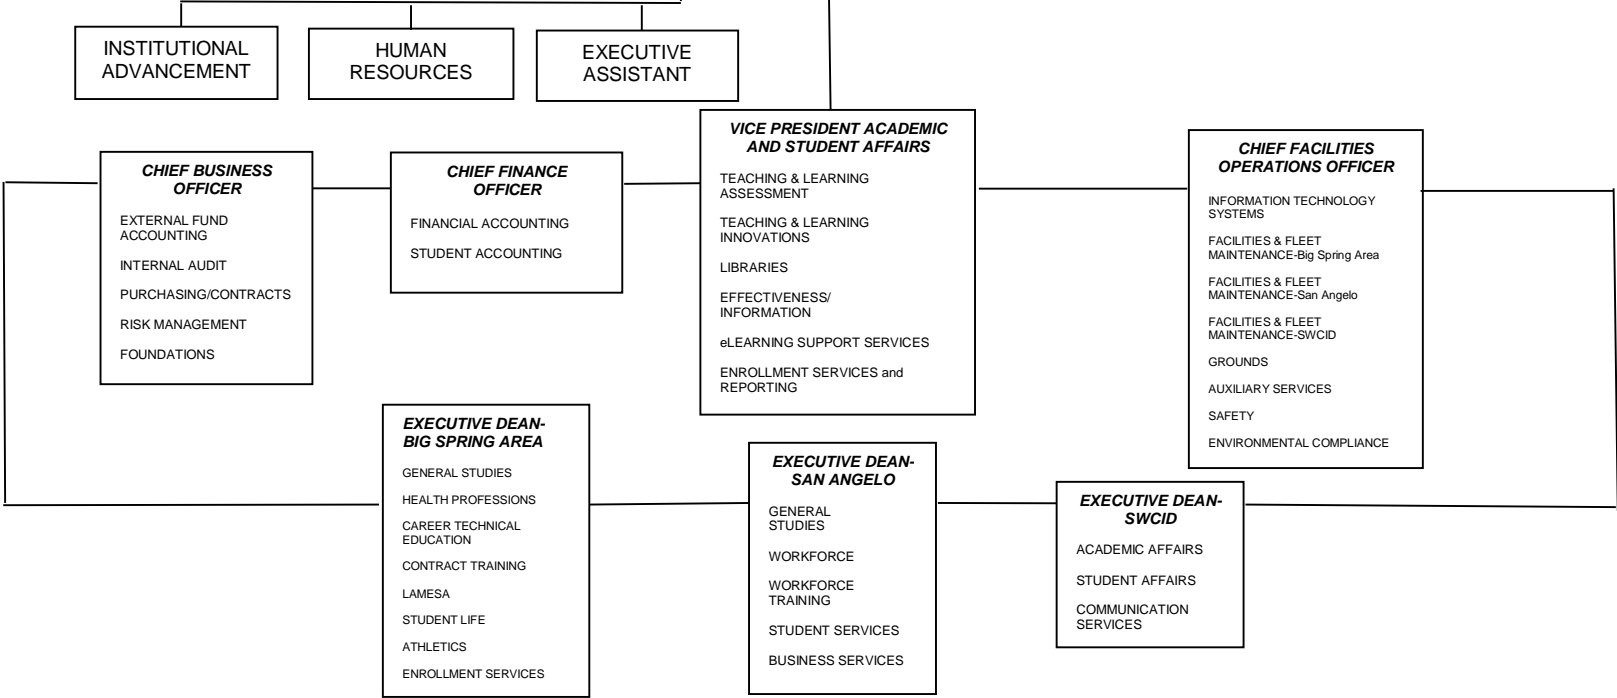 INSTITUTIONAL
ADVANCEMENT
HUMAN
RESOURCES
EXECUTIVE
ASSISTANT
CHIEF BUSINESS
OFFICER
EXTERNAL FUND
ACCOUNTING
INTERNAL AUDIT
PURCHASING/CONTRACTS
RISK MANAGEMENT
FOUNDATIONS
CHIEF FINANCE
OFFICER
FINANCIAL ACCOUNTING
STUDENT ACCOUNTING
VICE PRESIDENT ACADEMIC
AND STUDENT AFFAIRS
TEACHING & LEARNING
ASSESSMENT
TEACHING & LEARNING
INNOVATIONS
LIBRARIES
EFFECTIVENESS/
INFORMATION
eLEARNING SUPPORT SERVICES
ENROLLMENT SERVICES and
REPORTING
CHIEF FACILITIES
OPERATIONS OFFICER
INFORMATION TECHNOLOGY
SYSTEMS
FACILITIES & FLEET
MAINTENANCE-Big Spring Area
FACILITIES & FLEET
MAINTENANCE-San Angelo
FACILITIES & FLEET
MAINTENANCE-SWCID
GROUNDS
AUXILIARY SERVICES
SAFETY
ENVIRONMENTAL COMPLIANCE
EXECUTIVE DEAN-
BIG SPRING AREA
GENERAL STUDIES
HEALTH PROFESSIONS
CAREER TECHNICAL
EDUCATION
CONTRACT TRAINING
LAMESA
STUDENT LIFE
ATHLETICS
ENROLLMENT SERVICES
EXECUTIVE DEAN-
SAN ANGELO
GENERAL
STUDIES
WORKFORCE
WORKFORCE
TRAINING
STUDENT SERVICES
BUSINESS SERVICES
EXECUTIVE DEAN-
SWCID
ACADEMIC AFFAIRS
STUDENT AFFAIRS
COMMUNICATION
SERVICES